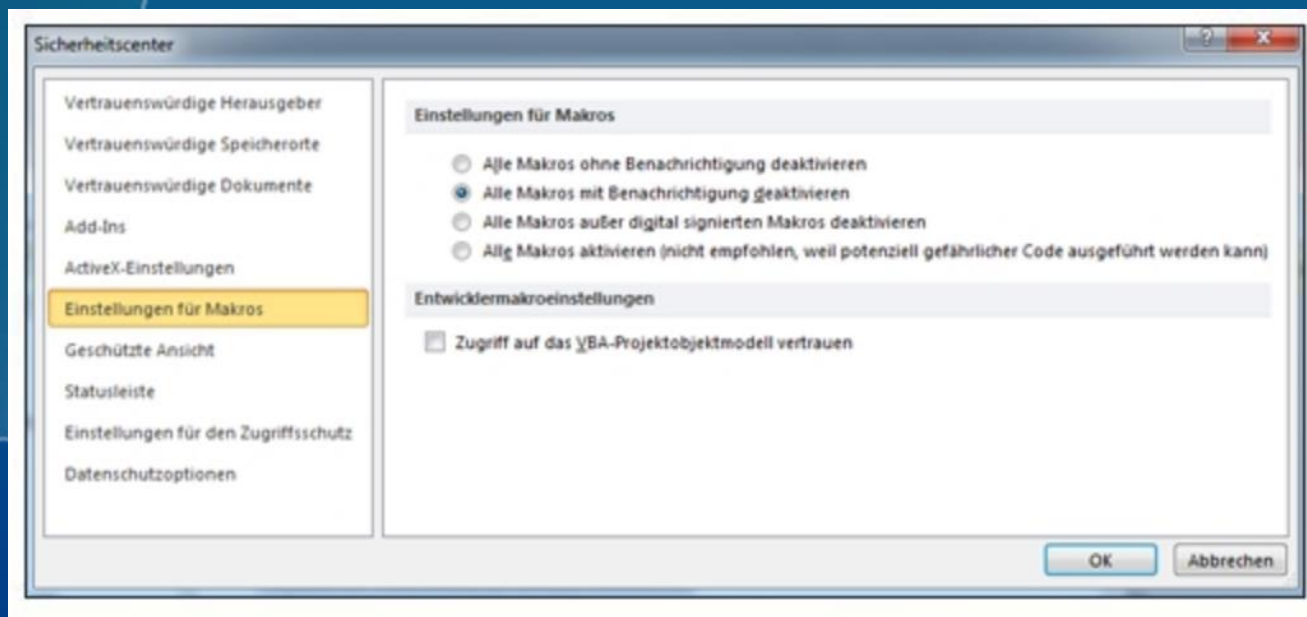 Sicherheitscenter
Vertrauenswürdige Herausgeber
Vertrauenswürdige Speicherorte
Vertrauenswürdige Dokumente
Add-Ins
ActiveX-Einstellungen
Einstellungen für Makros
Geschützte Ansicht
Statusleiste
Einstellungen für den Zugriffsschutz
Datenschutzoptionen
Einstellungen für Makros
Alle Makros ohne Benachrichtigung deaktivieren
Alle Makros mit Benachrichtigung deaktivieren
Alle Makros außer digital signierten Makros deaktivieren
Alle Makros aktivieren (nicht empfohlen, weil potenziell gefährlicher Code ausgeführt werden kann)
Entwicklermakroeinstellungen
Zugriff auf das VBA-Projektobjektmodell vertrauen
OK
Abbrechen